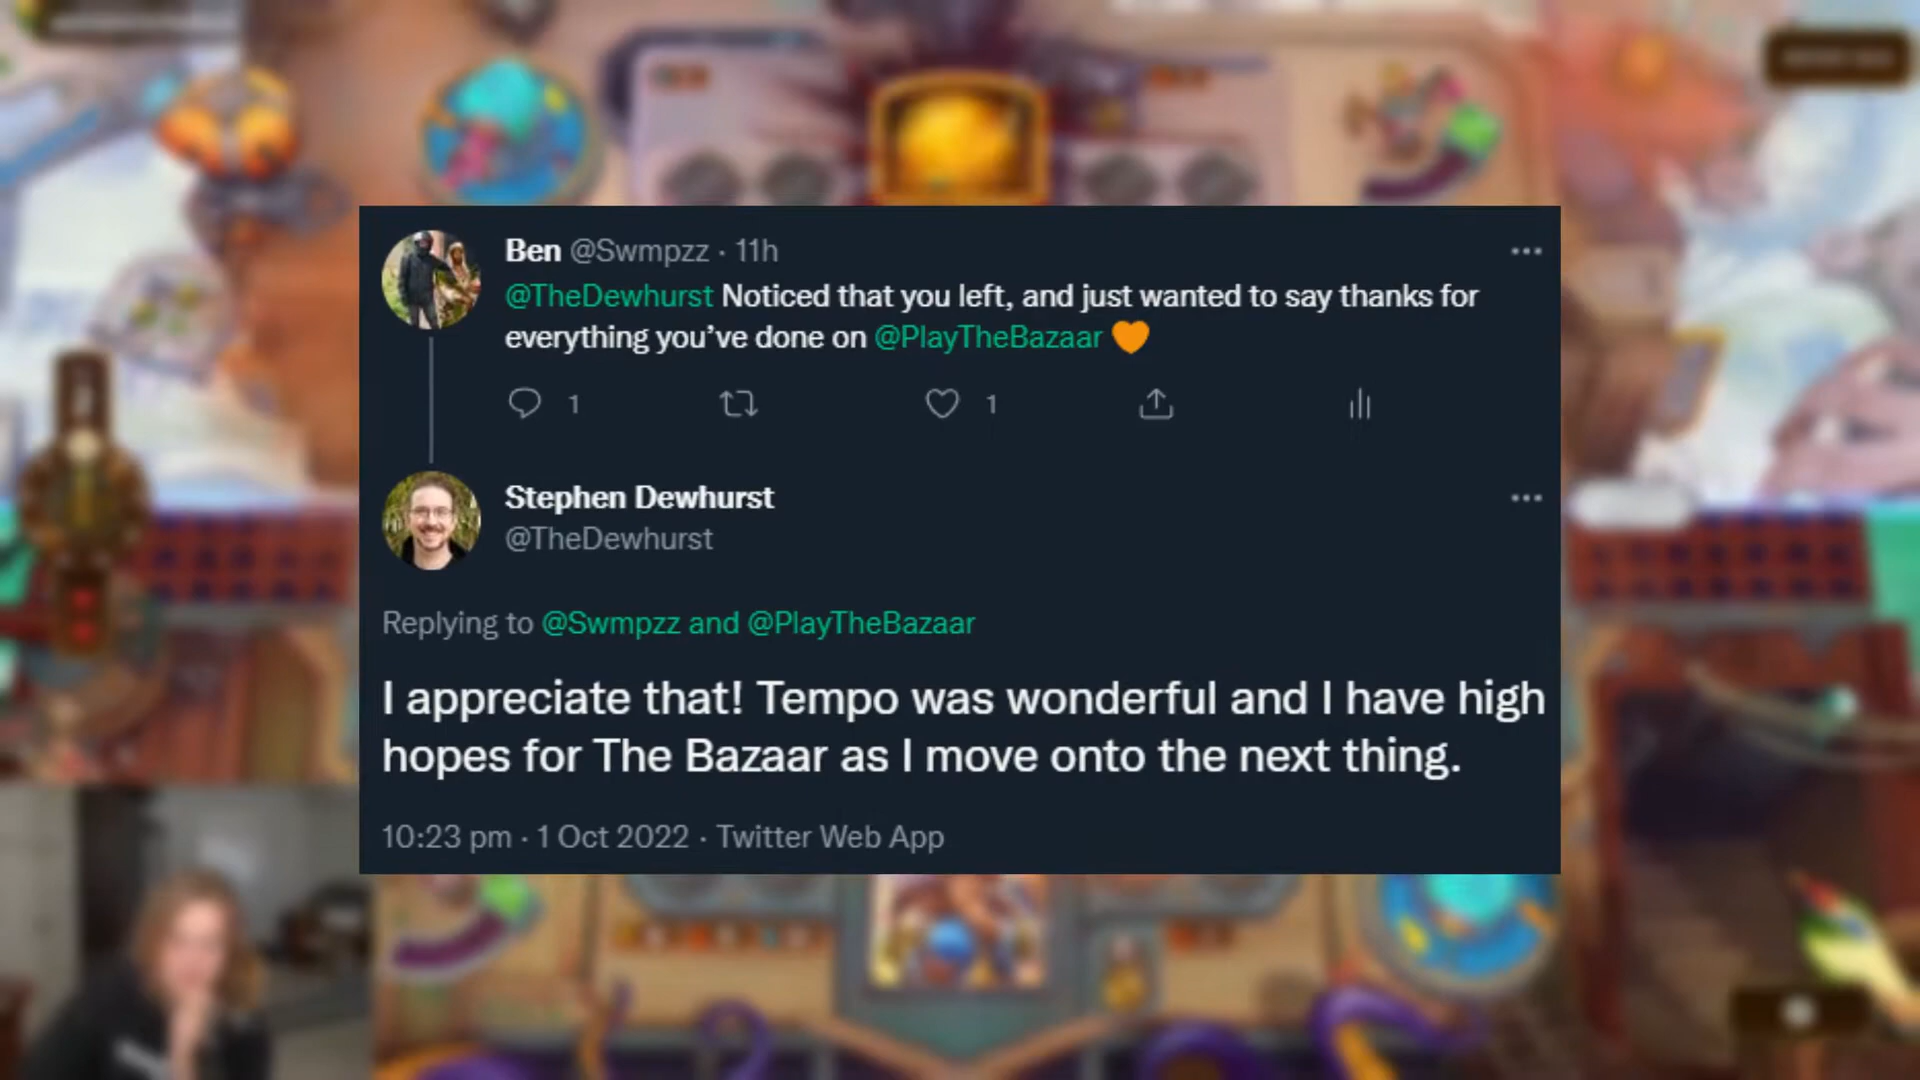 Ben @Swmpzz · 11h
@TheDewhurst Noticed that you left, and just wanted to say thanks for
everything you’ve done on @PlayTheBazaar 🧡
1 1
Stephen Dewhurst
@TheDewhurst
Replying to @Swmpzz and @PlayTheBazaar
I appreciate that! Tempo was wonderful and I have high
hopes for The Bazaar as I move onto the next thing.
10:23 pm · 1 Oct 2022 · Twitter Web App